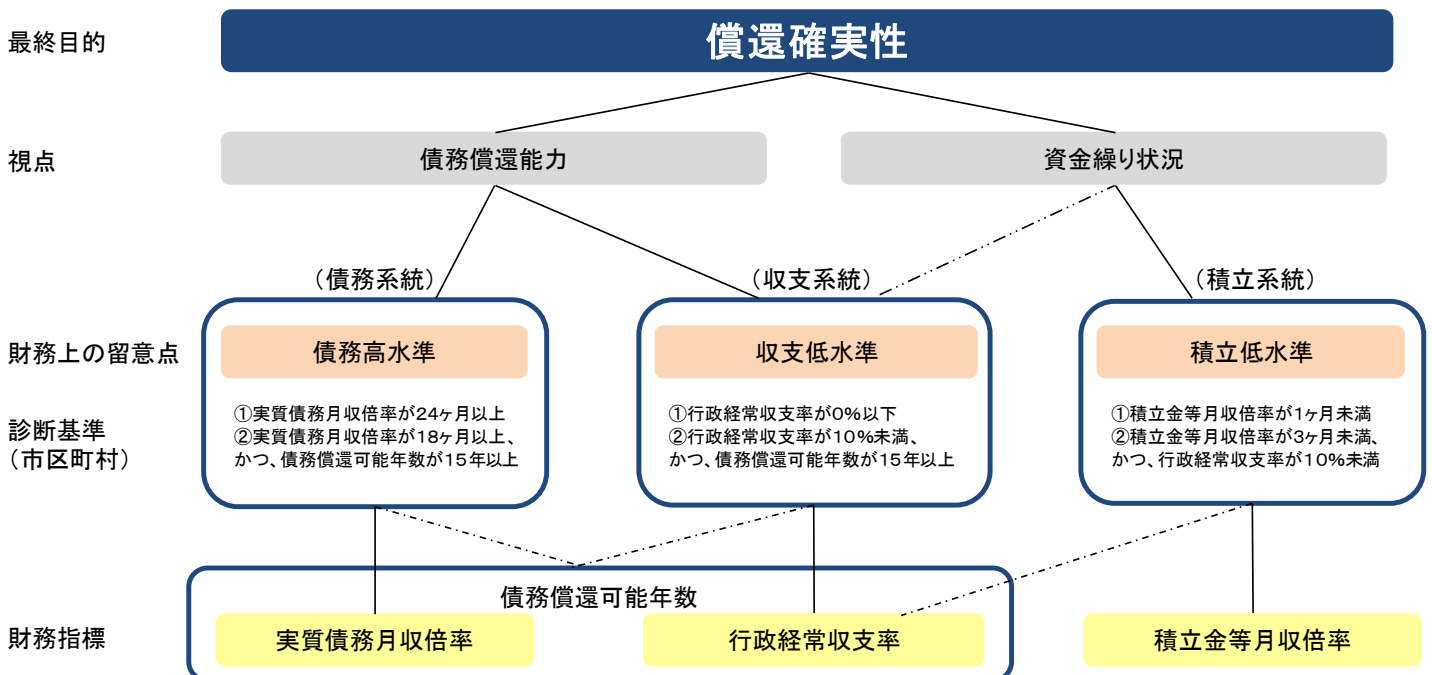 最終目的
償還確実性
視点
債務償還能力
資金繰り状況
（債務系統）
（収支系統）
（積立系統）
財務上の留意点
債務高水準
収支低水準
積立低水準
診断基準
（市区町村）
①実質債務月収倍率が24ヶ月以上
②実質債務月収倍率が18ヶ月以上、
かつ、債務償還可能年数が15年以上
①行政経常収支率が0%以下
②行政経常収支率が10%未満、
かつ、債務償還可能年数が15年以上
①積立金等月収倍率が1ヶ月未満
②積立金等月収倍率が3ヶ月未満、
かつ、行政経常収支率が10%未満
債務償還可能年数
財務指標
実質債務月収倍率
行政経常収支率
積立金等月収倍率